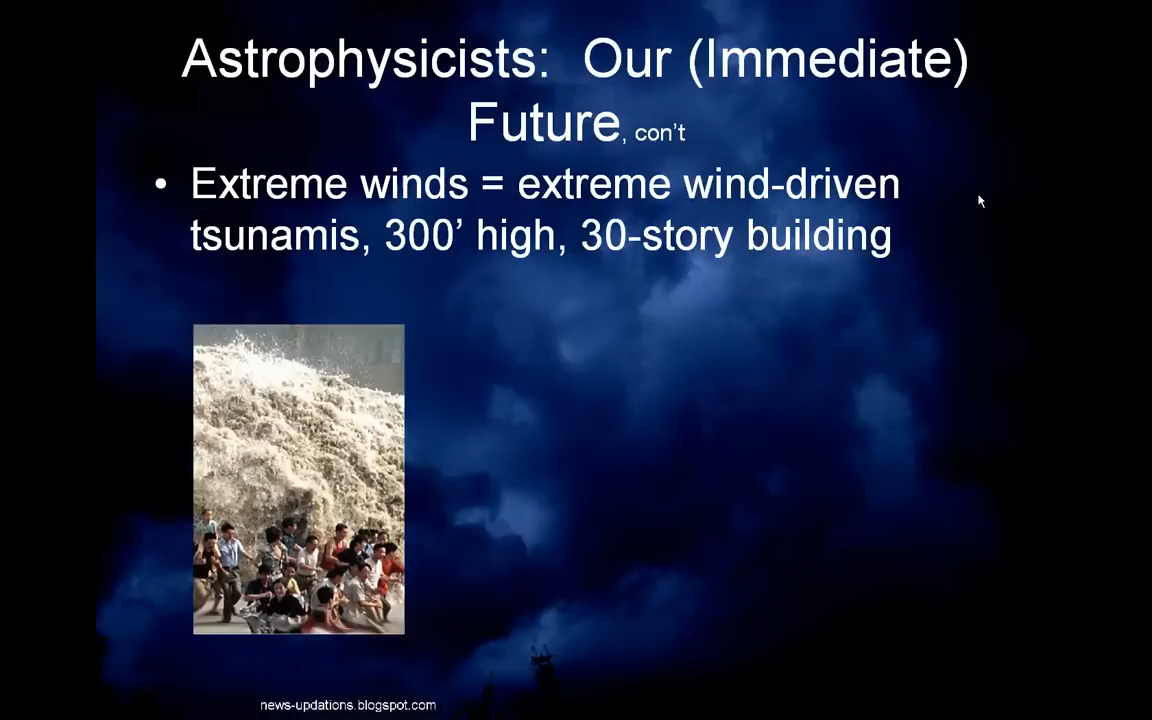 Astrophysicists:  Our (Immediate)
Future, con’t
• Extreme winds = extreme wind-driven
tsunamis, 300’ high, 30-story building
news-updations.blogspot.com